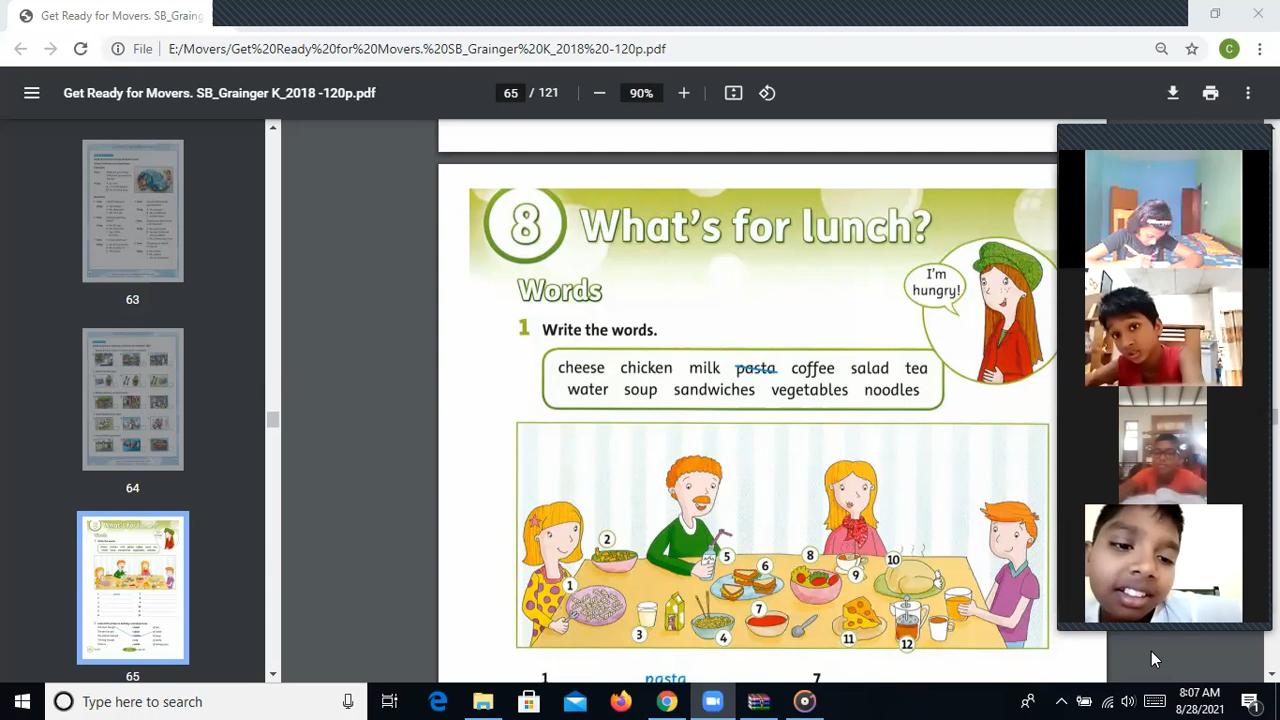 Get Ready for Movers. SB_Graing
File E:/Movers/Get%20Ready%20for%20Movers.%20SB_Grainger%20K_2018%20-120p.pdf
C
Get Ready for Movers. SB_Grainger K_2018 -120p.pdf
65 / 121
90%
63
64
65
8 What's for lunch?
I'm
hungry!
Words
1 Write the words.
cheese chicken milk pasta coffee salad tea
water soup sandwiches vegetables noodles
1
2
3
4
5
6
7
8
9
10
11
12
1 pasta
7
Type here to search
8:07 AM
8/28/2021
1